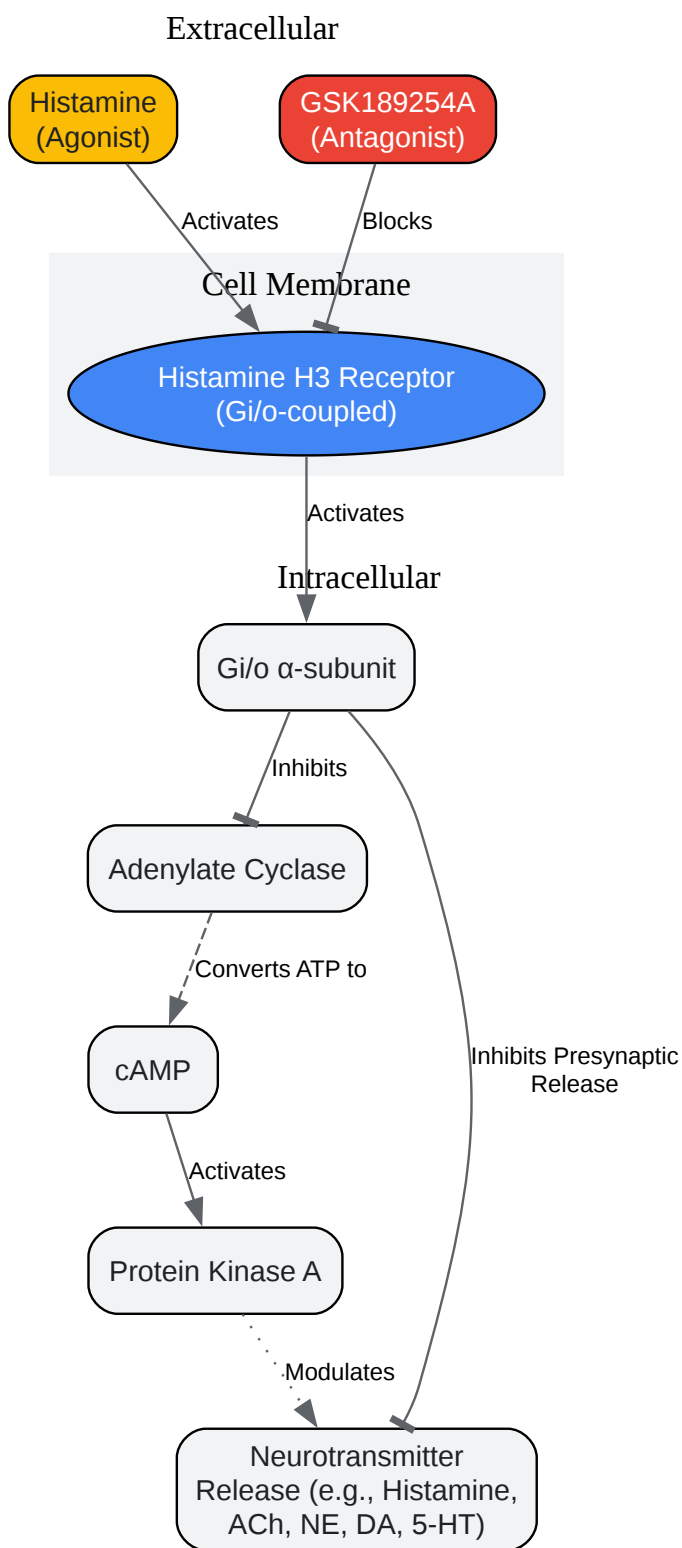 Extracellular
Histamine
(Agonist)
GSK189254A
(Antagonist)
Activates
Blocks
Cell Membrane
Histamine H3 Receptor
(Gi/o-coupled)
Activates
Intracellular
Gi/o α-subunit
Inhibits
Adenylate Cyclase
Converts ATP to
cAMP
Inhibits Presynaptic
Release
Activates
Protein Kinase A
Modulates
Neurotransmitter
Release (e.g., Histamine,
ACh, NE, DA, 5-HT)